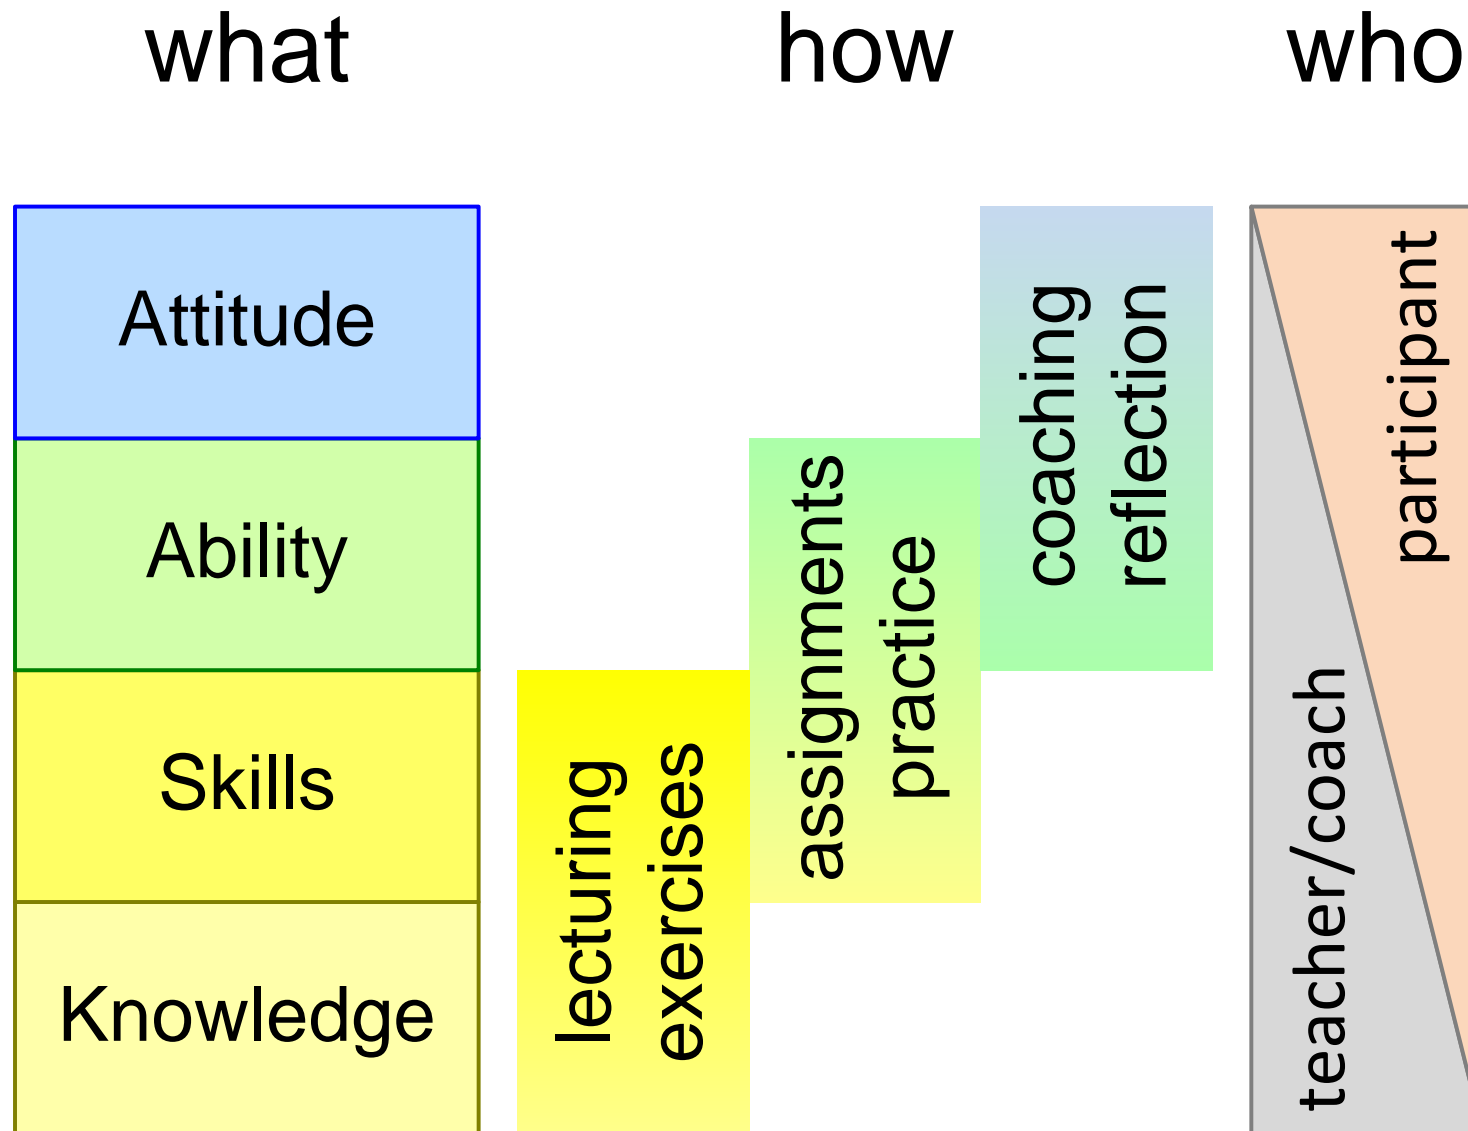 what
how
who
Attitude
Ability
Skills
Knowledge
lecturing
exercises
assignments
practice
coaching
reflection
teacher/coach
participant